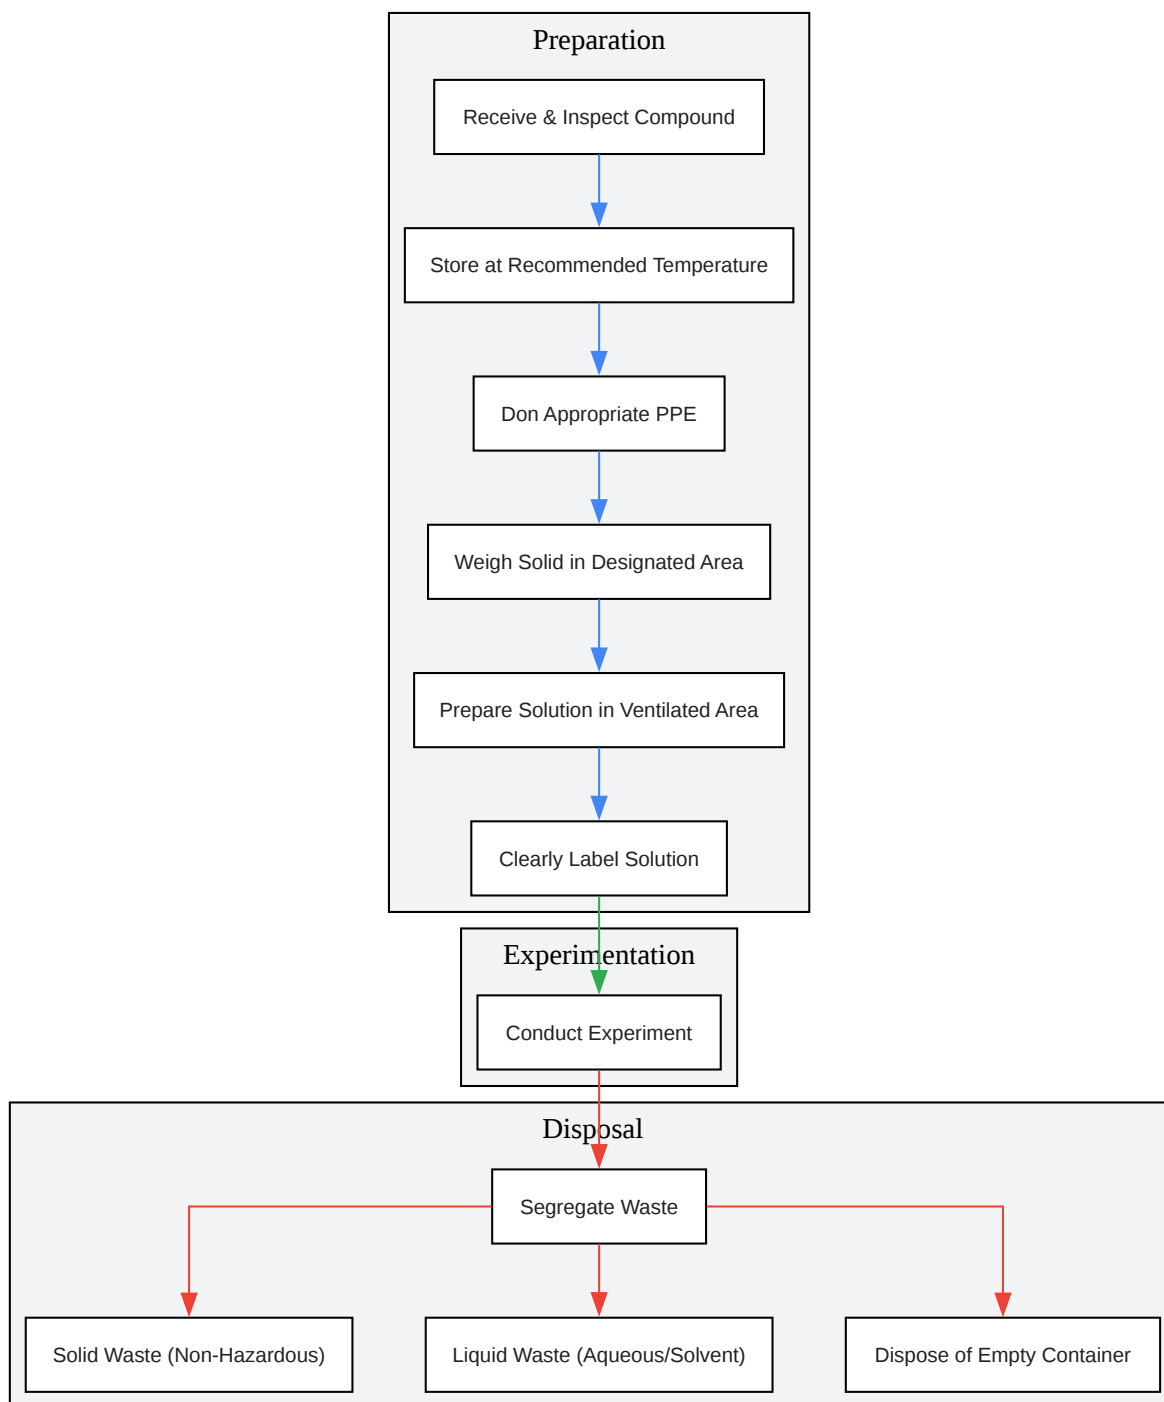 Preparation
Receive & Inspect Compound
Store at Recommended Temperature
Don Appropriate PPE
Weigh Solid in Designated Area
Prepare Solution in Ventilated Area
Clearly Label Solution
Experimentation
Conduct Experiment
Disposal
Segregate Waste
Solid Waste (Non-Hazardous)
Liquid Waste (Aqueous/Solvent)
Dispose of Empty Container